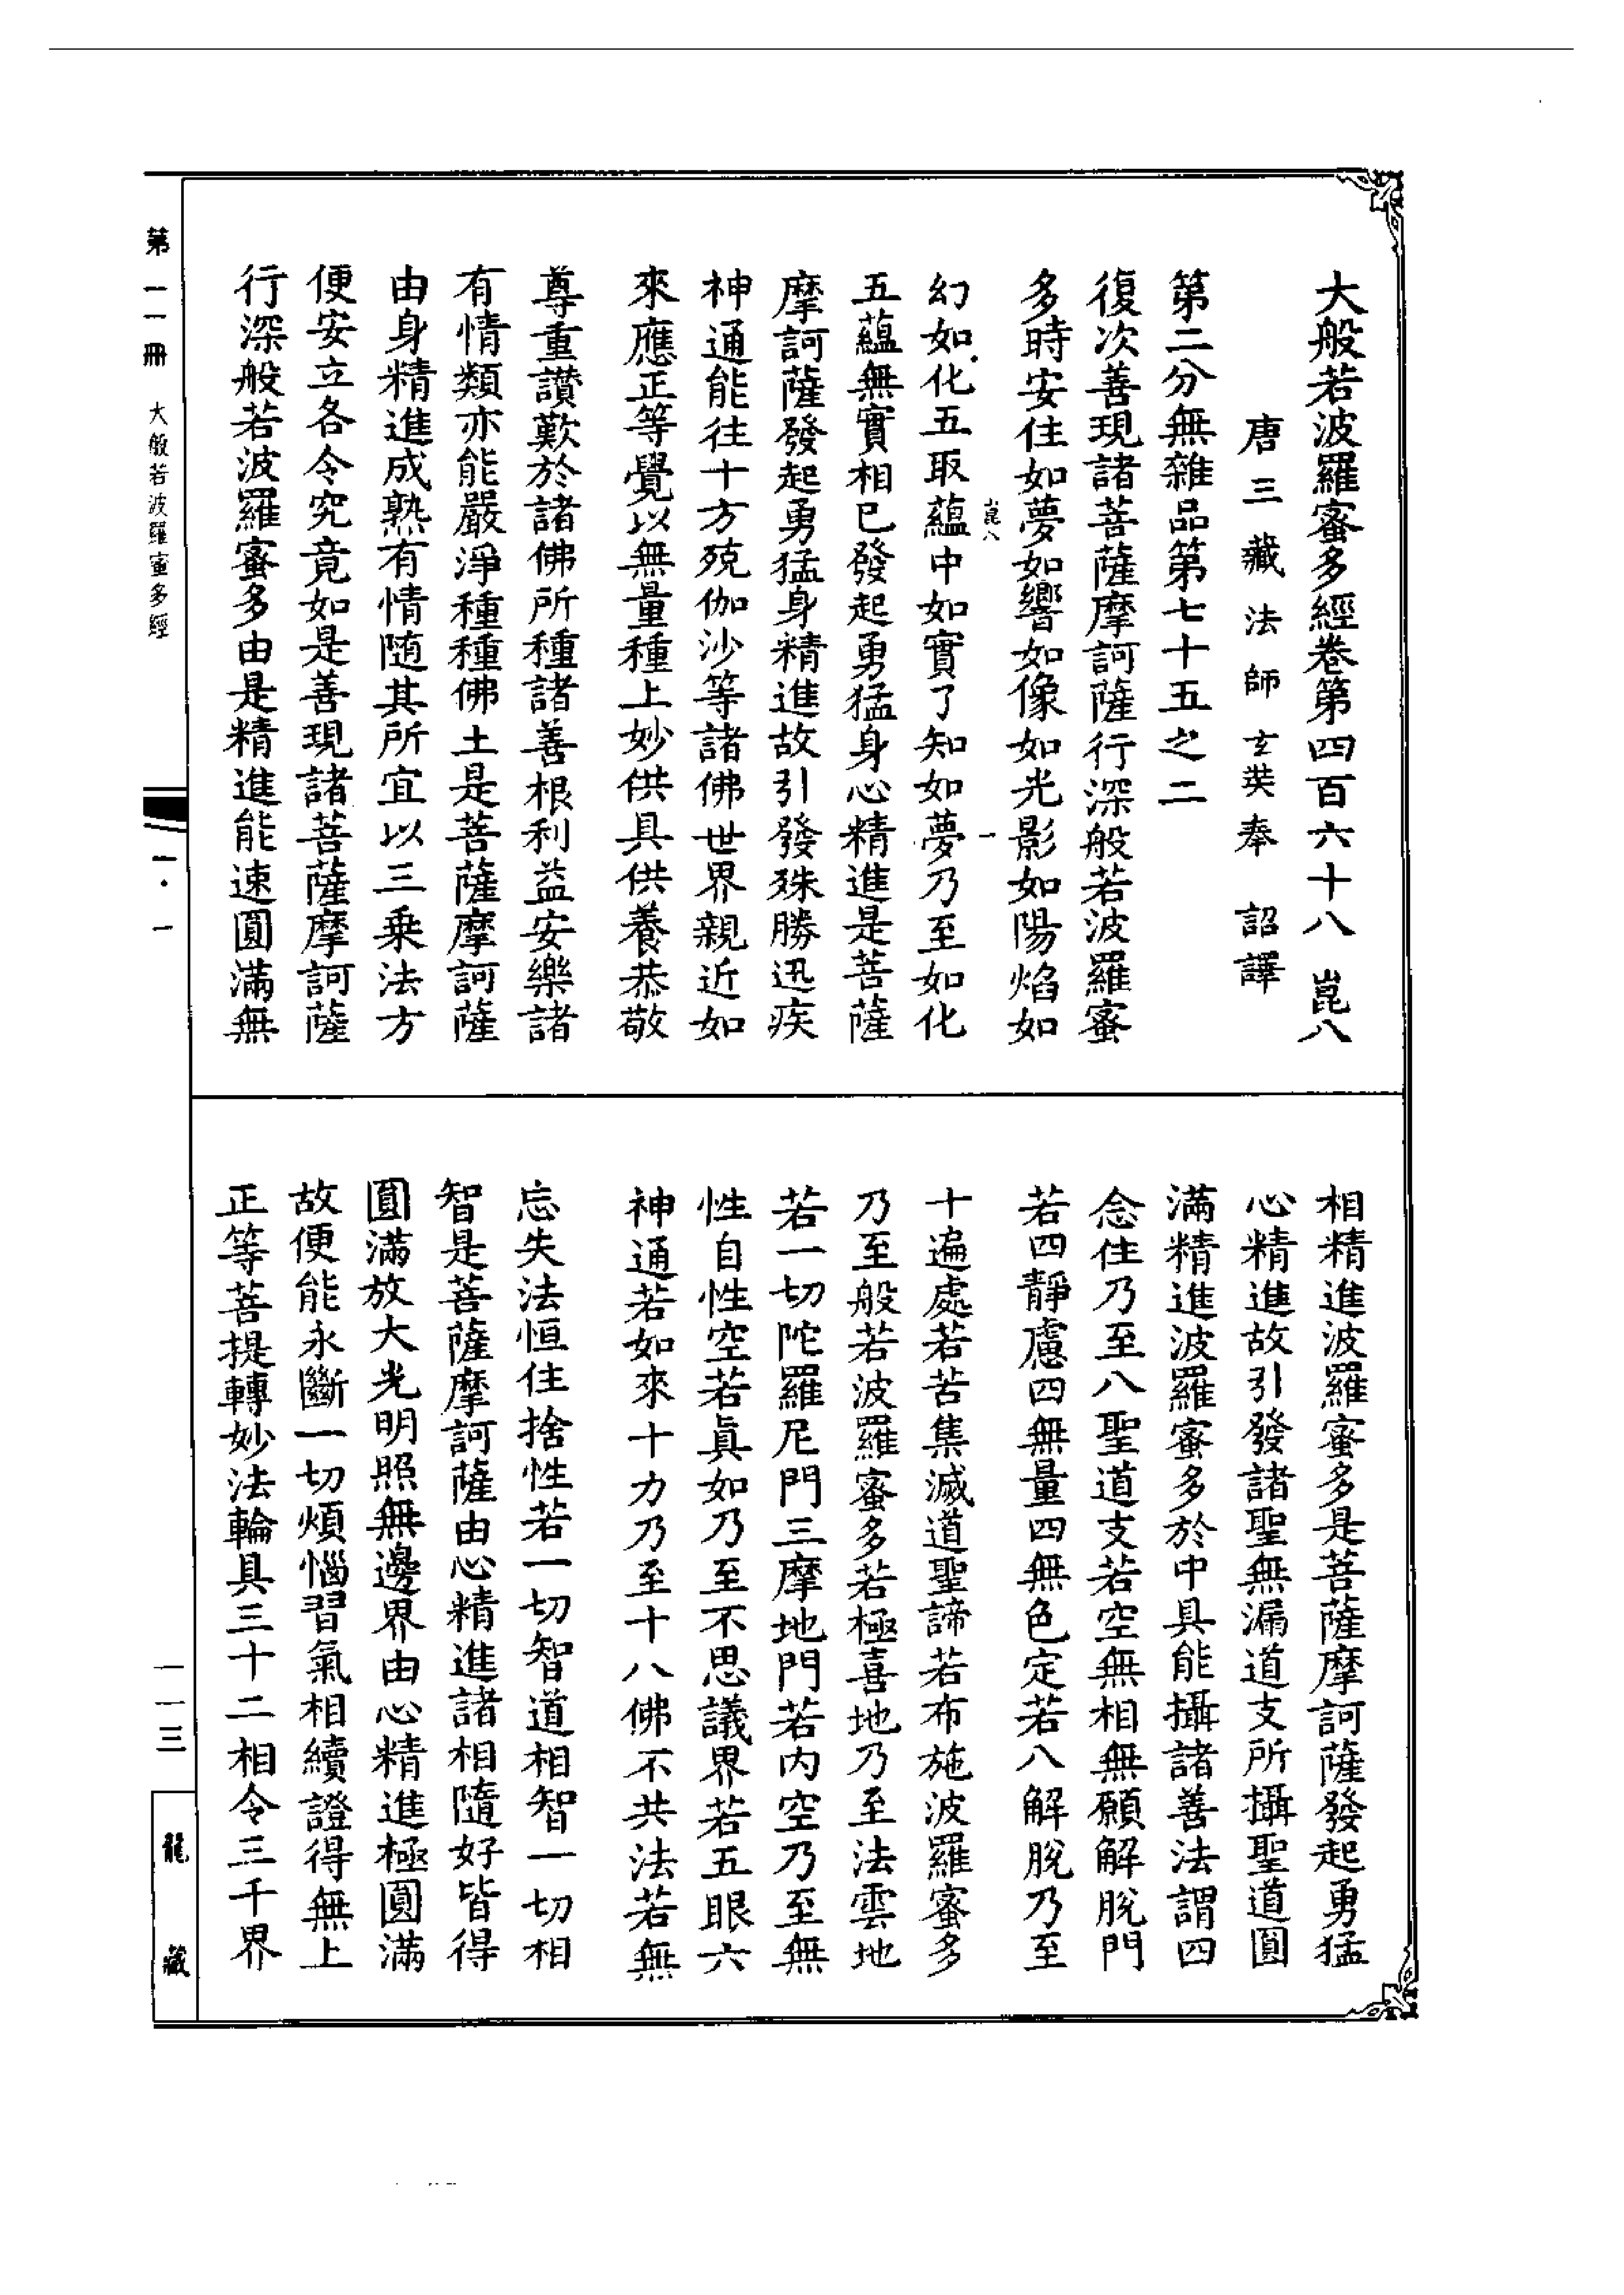 大般若波羅蜜多經卷第四百六十八 崑八
唐三藏法師玄奘奉 詔譯
第二分無雜品第七十五之二
復次善現諸菩薩摩訶薩行深般若波羅蜜
多時安住如夢如響如像如光影如陽焰如
崑八 一
幻如化五取蘊中如實了知如夢乃至如化
五蘊無實相已發起勇猛身心精進是菩薩
摩訶薩發起勇猛身精進故引發殊勝迅疾
神通能往十方殑伽沙等諸佛世界親近如
來應正等覺以無量種上妙供具供養恭敬
尊重讚歎於諸佛所種諸善根利益安樂諸
有情類亦能嚴淨種種佛土是菩薩摩訶薩
由身精進成熟有情隨其所宜以三乘法方
便安立各令究竟如是善現諸菩薩摩訶薩
行深般若波羅蜜多由是精進能速圓滿無
相精進波羅蜜多是菩薩摩訶薩發起勇猛
心精進故引發諸聖無漏道支所攝聖道圓
滿精進波羅蜜多於中具能攝諸善法謂四
念住乃至八聖道支若空無相無願解脫門
若四靜慮四無量四無色定若八解脫乃至
十遍處若苦集滅道聖諦若布施波羅蜜多
乃至般若波羅蜜多若極喜地乃至法雲地
若一切陀羅尼門三摩地門若內空乃至無
性自性空若眞如乃至不思議界若五眼六
神通若如來十力乃至十八佛不共法若無
忘失法恒住捨性若一切智道相智一切相
智是菩薩摩訶薩由心精進諸相隨好皆得
圓滿放大光明照無邊界由心精進極圓滿
故便能永斷一切煩惱習氣相續證得無上
正等菩提轉妙法輪具三十二相令三千界
第一一冊 大般若波羅蜜多經
一·一
一一三
龍藏